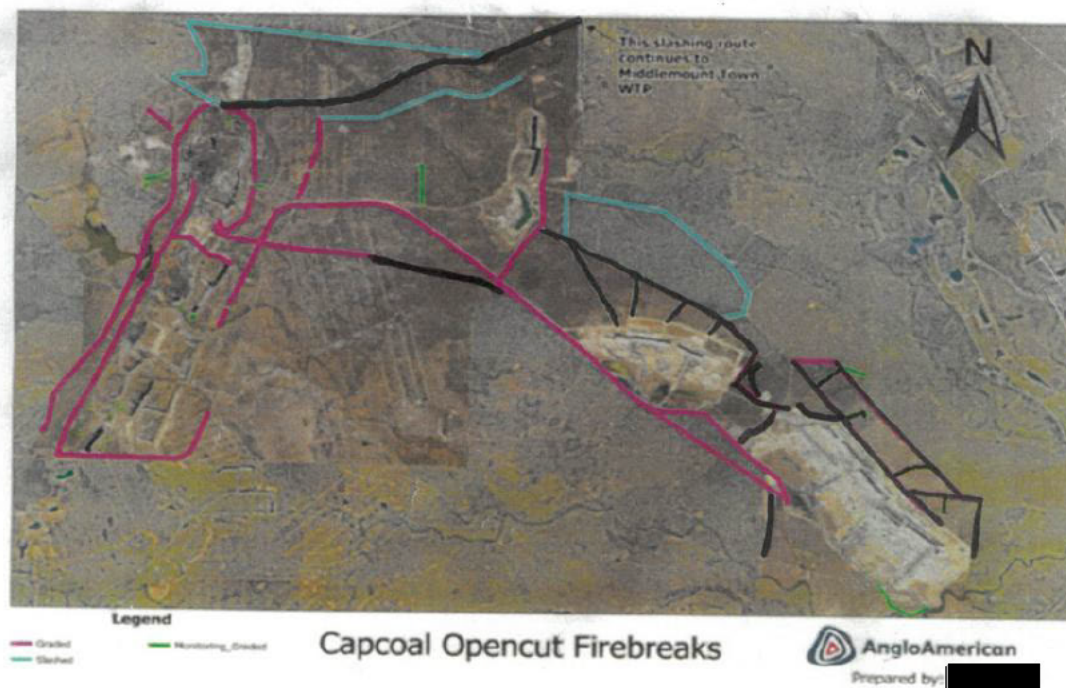 This slashing route
continues to
Middlemount Town
WTP
N
Legend
Graded
Slashed
Monitoring_Graded
Capcoal Opencut Firebreaks
AngloAmerican
Prepared by: